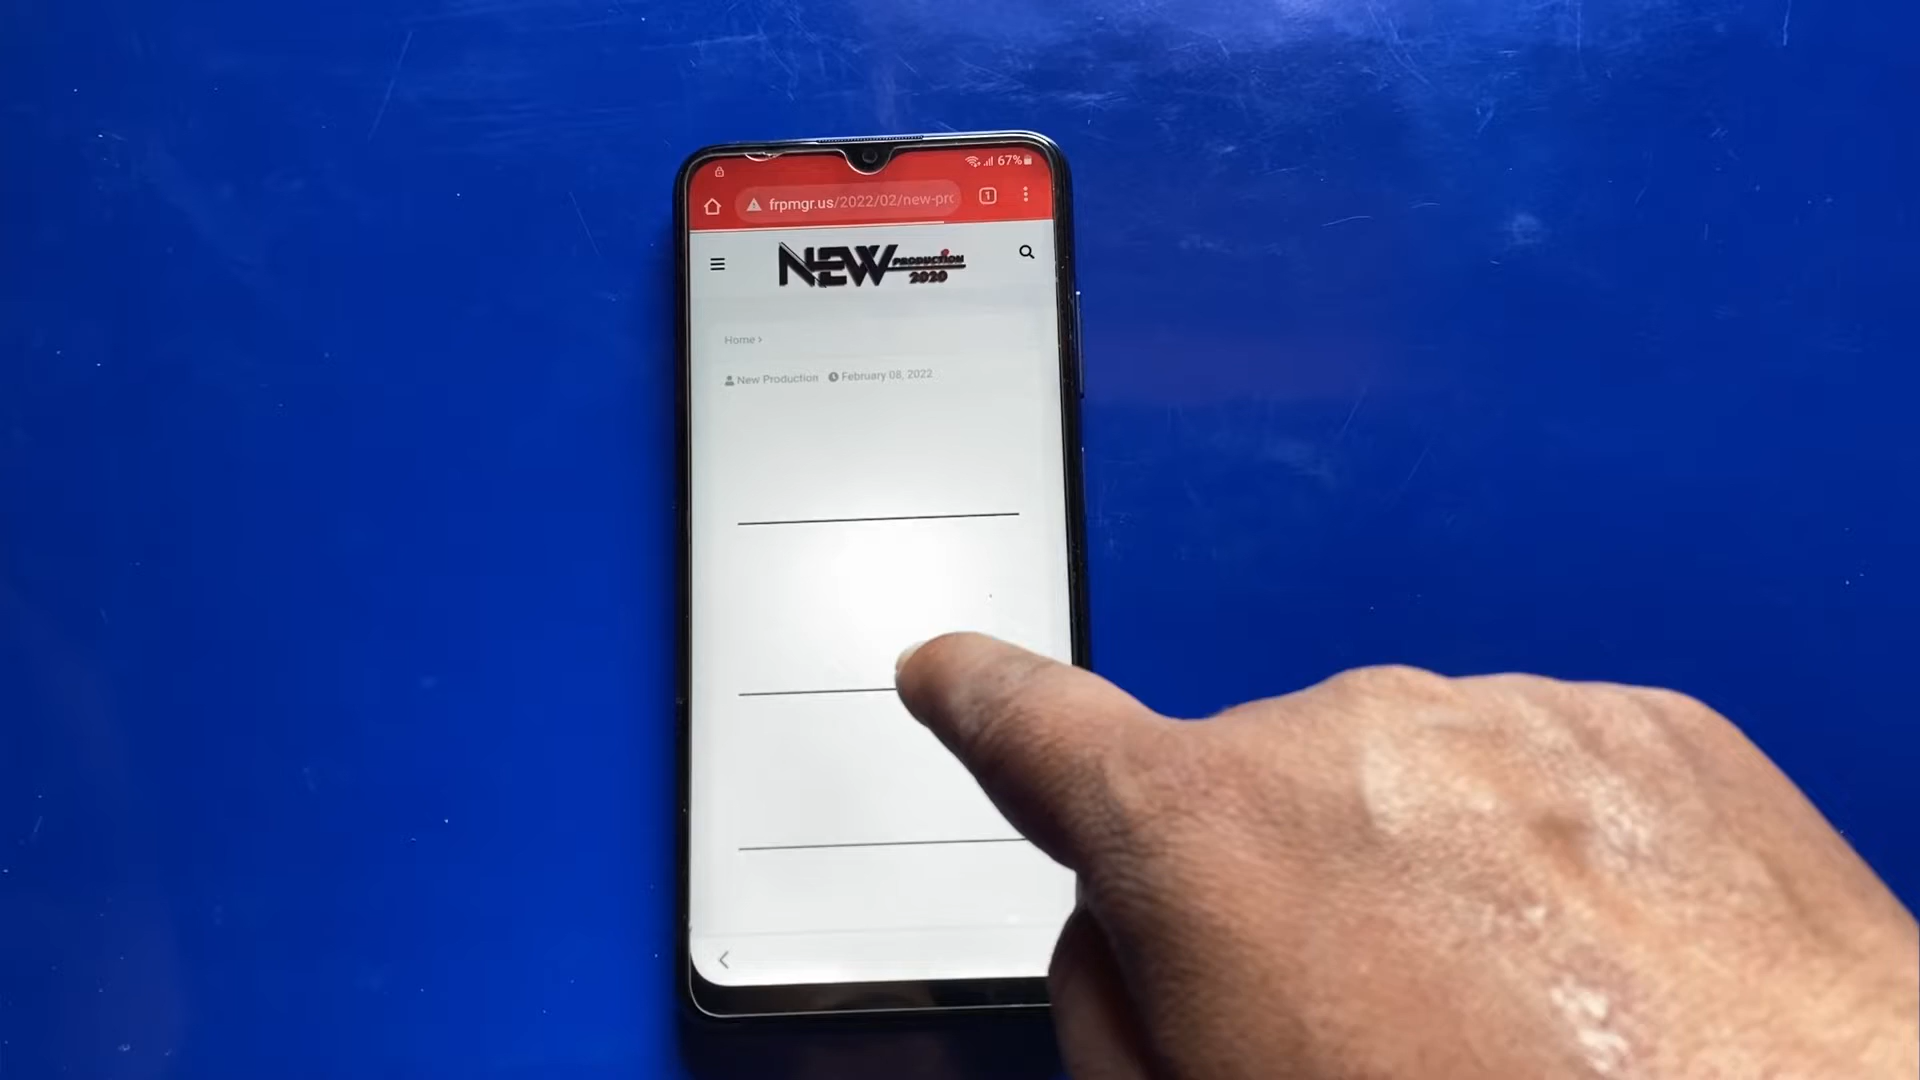 67%
frpmgr.us/2022/02/new-prc
1
NEW PRODUCTION
2020
Home >
New Production February 08, 2022